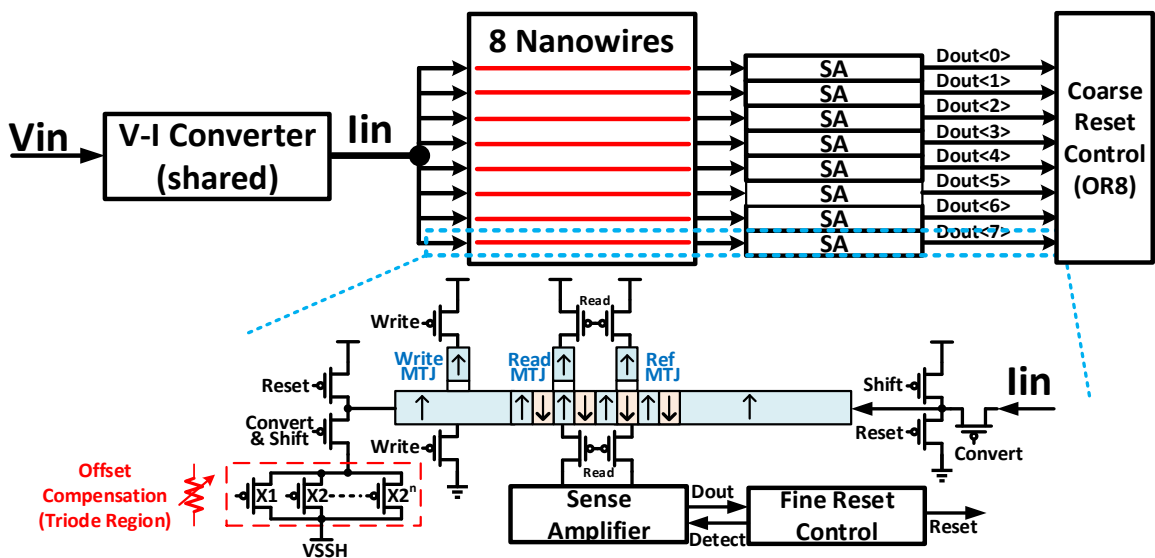 8 Nanowires
Vin
V-I Converter
(shared)
Iin
SA
SA
SA
SA
SA
SA
SA
SA
Dout<0>
Dout<1>
Dout<2>
Dout<3>
Dout<4>
Dout<5>
Dout<6>
Dout<7>
Coarse
Reset
Control
(OR8)
Write
Read
Write
MTJ
Read
MTJ
Ref
MTJ
Reset
Convert
& Shift
Write
Read
Shift
Iin
Reset
Convert
Offset
Compensation
(Triode Region)
X1
X2
X2ⁿ
VSSH
Sense
Amplifier
Dout
Detect
Fine Reset
Control
Reset